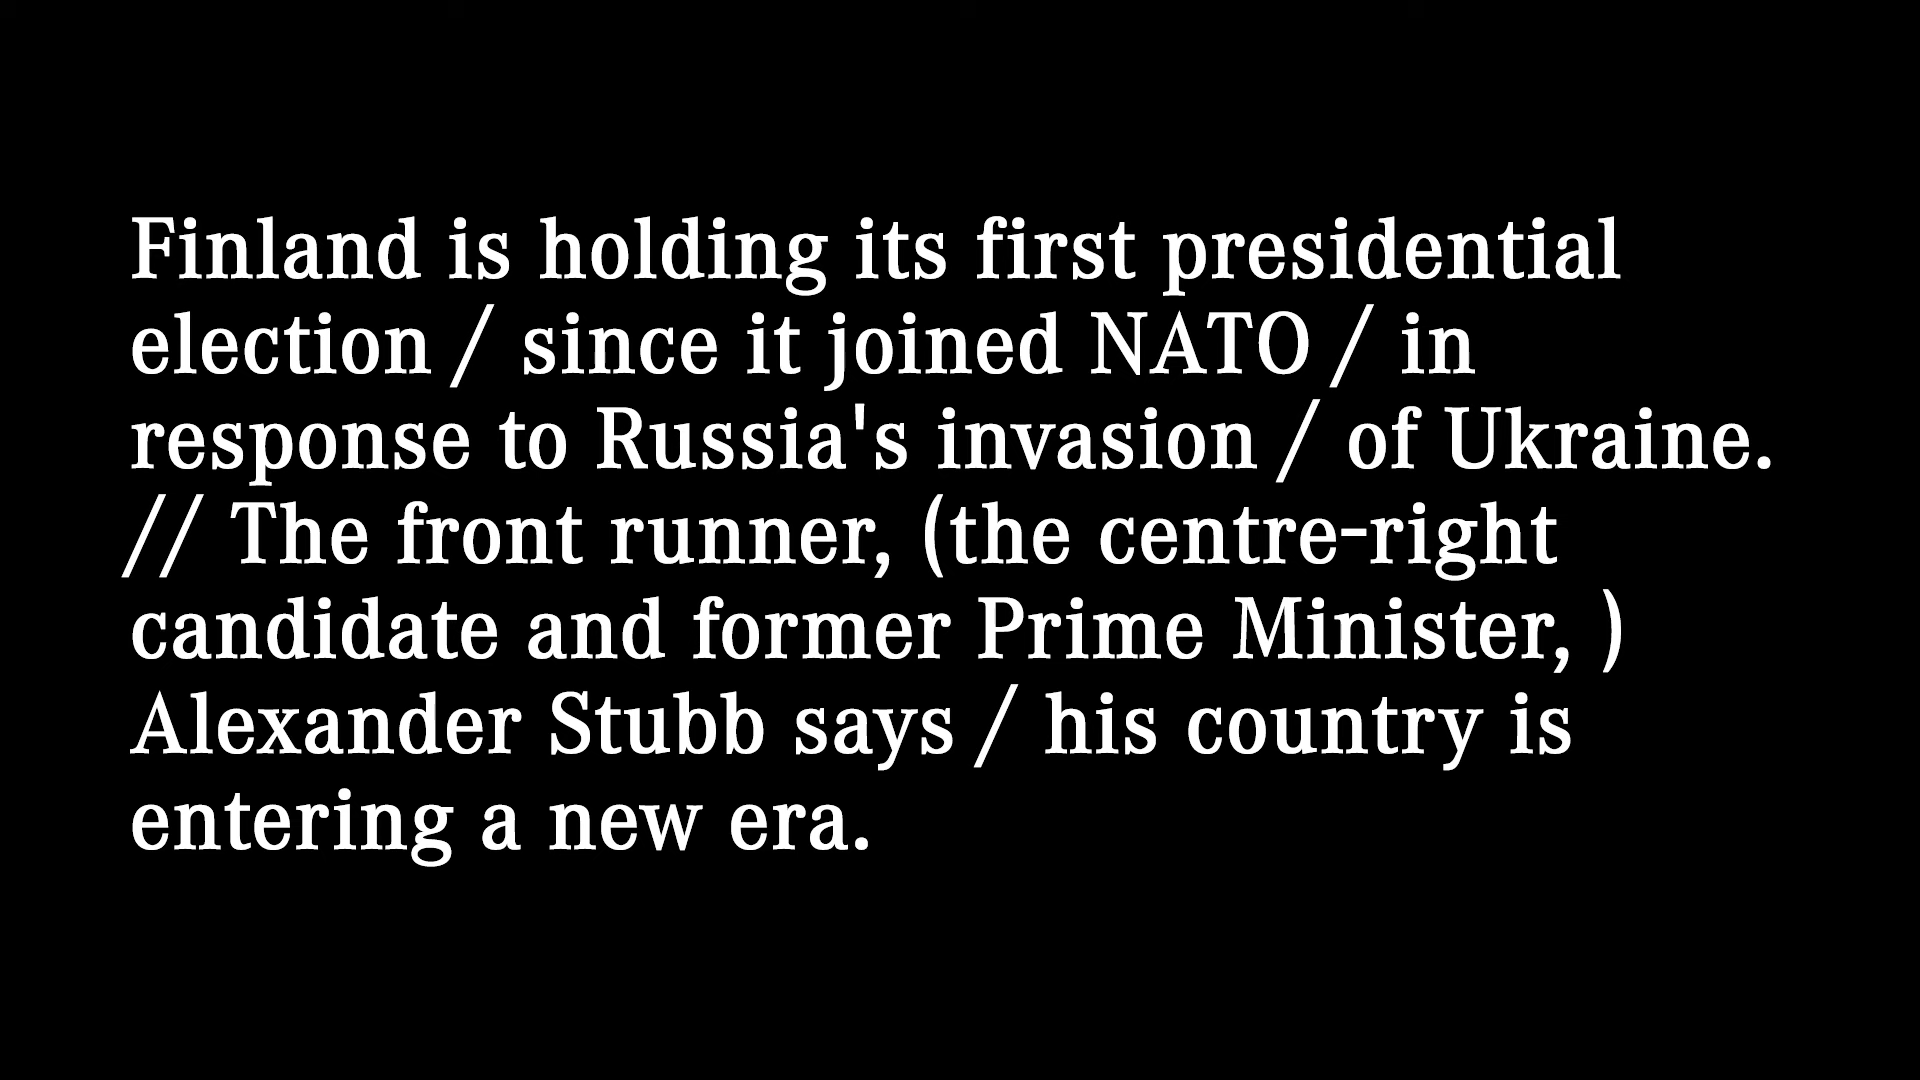 Finland is holding its first presidential
election / since it joined NATO / in
response to Russia's invasion / of Ukraine.
// The front runner, (the centre-right
candidate and former Prime Minister, )
Alexander Stubb says / his country is
entering a new era.